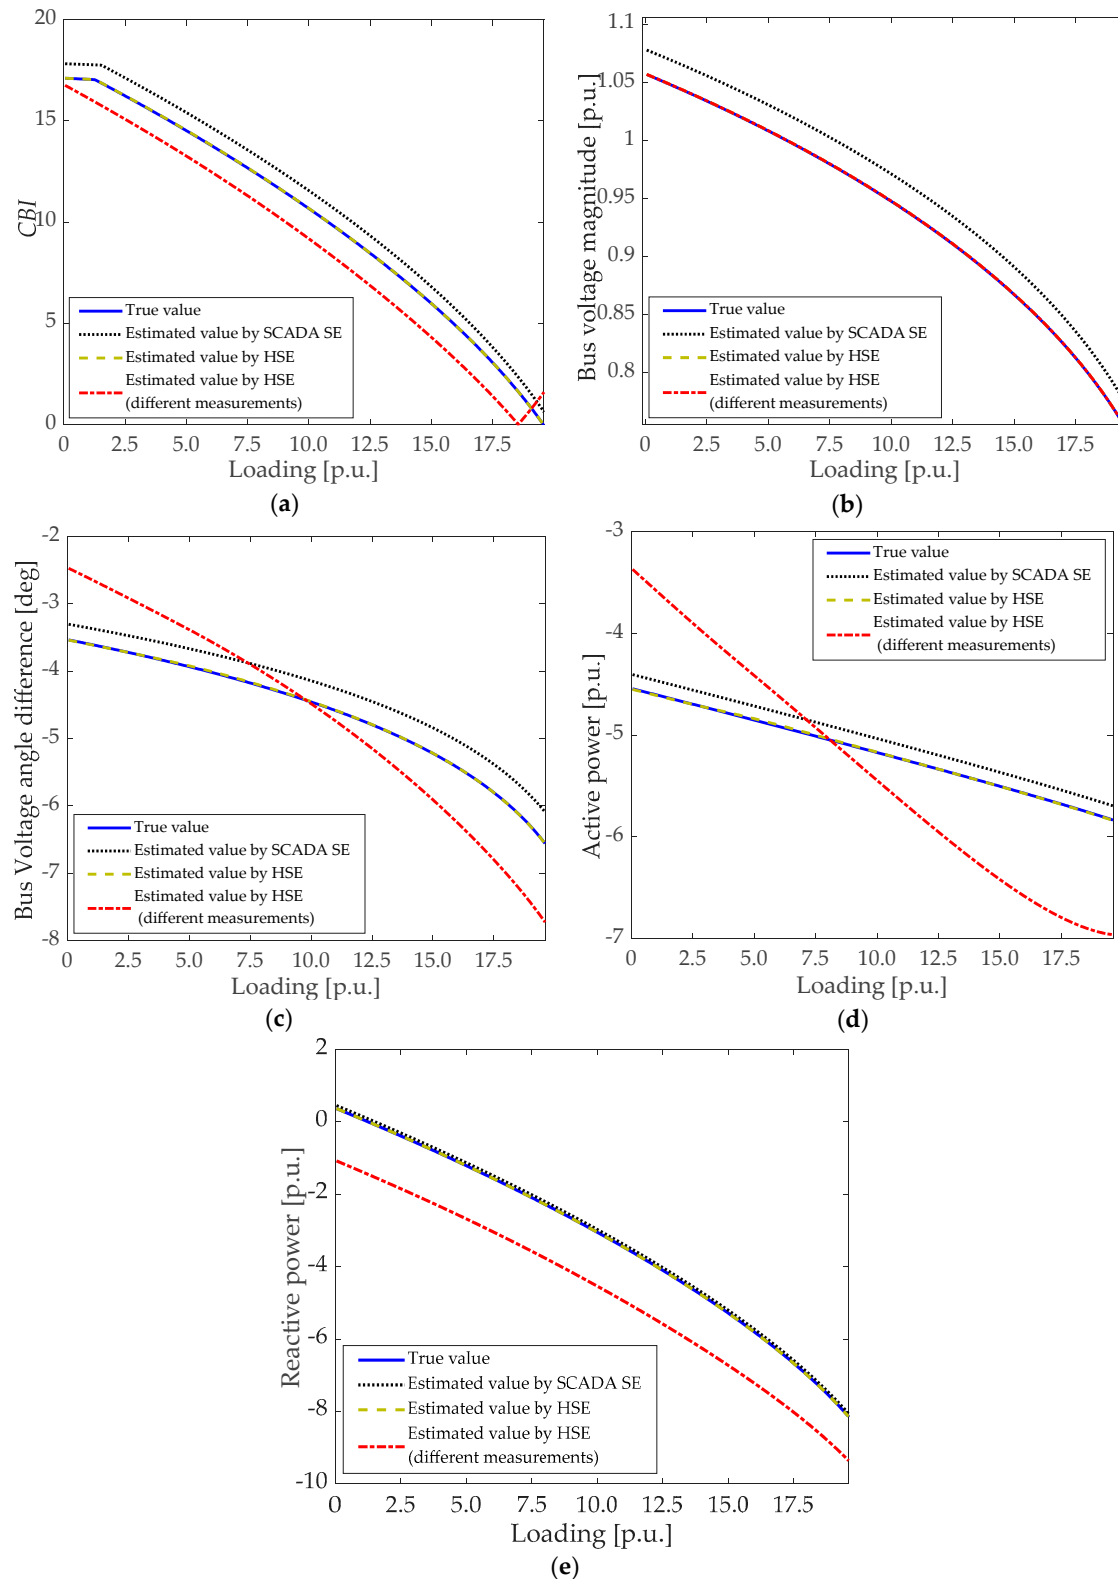 20
15
10
5
0
CBI
True value
Estimated value by SCADA SE
Estimated value by HSE
Estimated value by HSE
(different measurements)
0 2.5 5.0 7.5 10.0 12.5 15.0 17.5
Loading [p.u.]
(a)
1.1
1.05
1
0.95
0.9
0.85
0.8
Bus voltage magnitude [p.u.]
True value
Estimated value by SCADA SE
Estimated value by HSE
Estimated value by HSE
(different measurements)
0 2.5 5.0 7.5 10.0 12.5 15.0 17.5
Loading [p.u.]
(b)
-2
-3
-4
-5
-6
-7
-8
Bus Voltage angle difference [deg]
True value
Estimated value by SCADA SE
Estimated value by HSE
Estimated value by HSE
(different measurements)
0 2.5 5.0 7.5 10.0 12.5 15.0 17.5
Loading [p.u.]
(c)
-3
-4
-5
-6
-7
Active power [p.u.]
True value
Estimated value by SCADA SE
Estimated value by HSE
Estimated value by HSE
(different measurements)
0 2.5 5.0 7.5 10.0 12.5 15.0 17.5
Loading [p.u.]
(d)
2
0
-2
-4
-6
-8
-10
Reactive power [p.u.]
True value
Estimated value by SCADA SE
Estimated value by HSE
Estimated value by HSE
(different measurements)
0 2.5 5.0 7.5 10.0 12.5 15.0 17.5
Loading [p.u.]
(e)